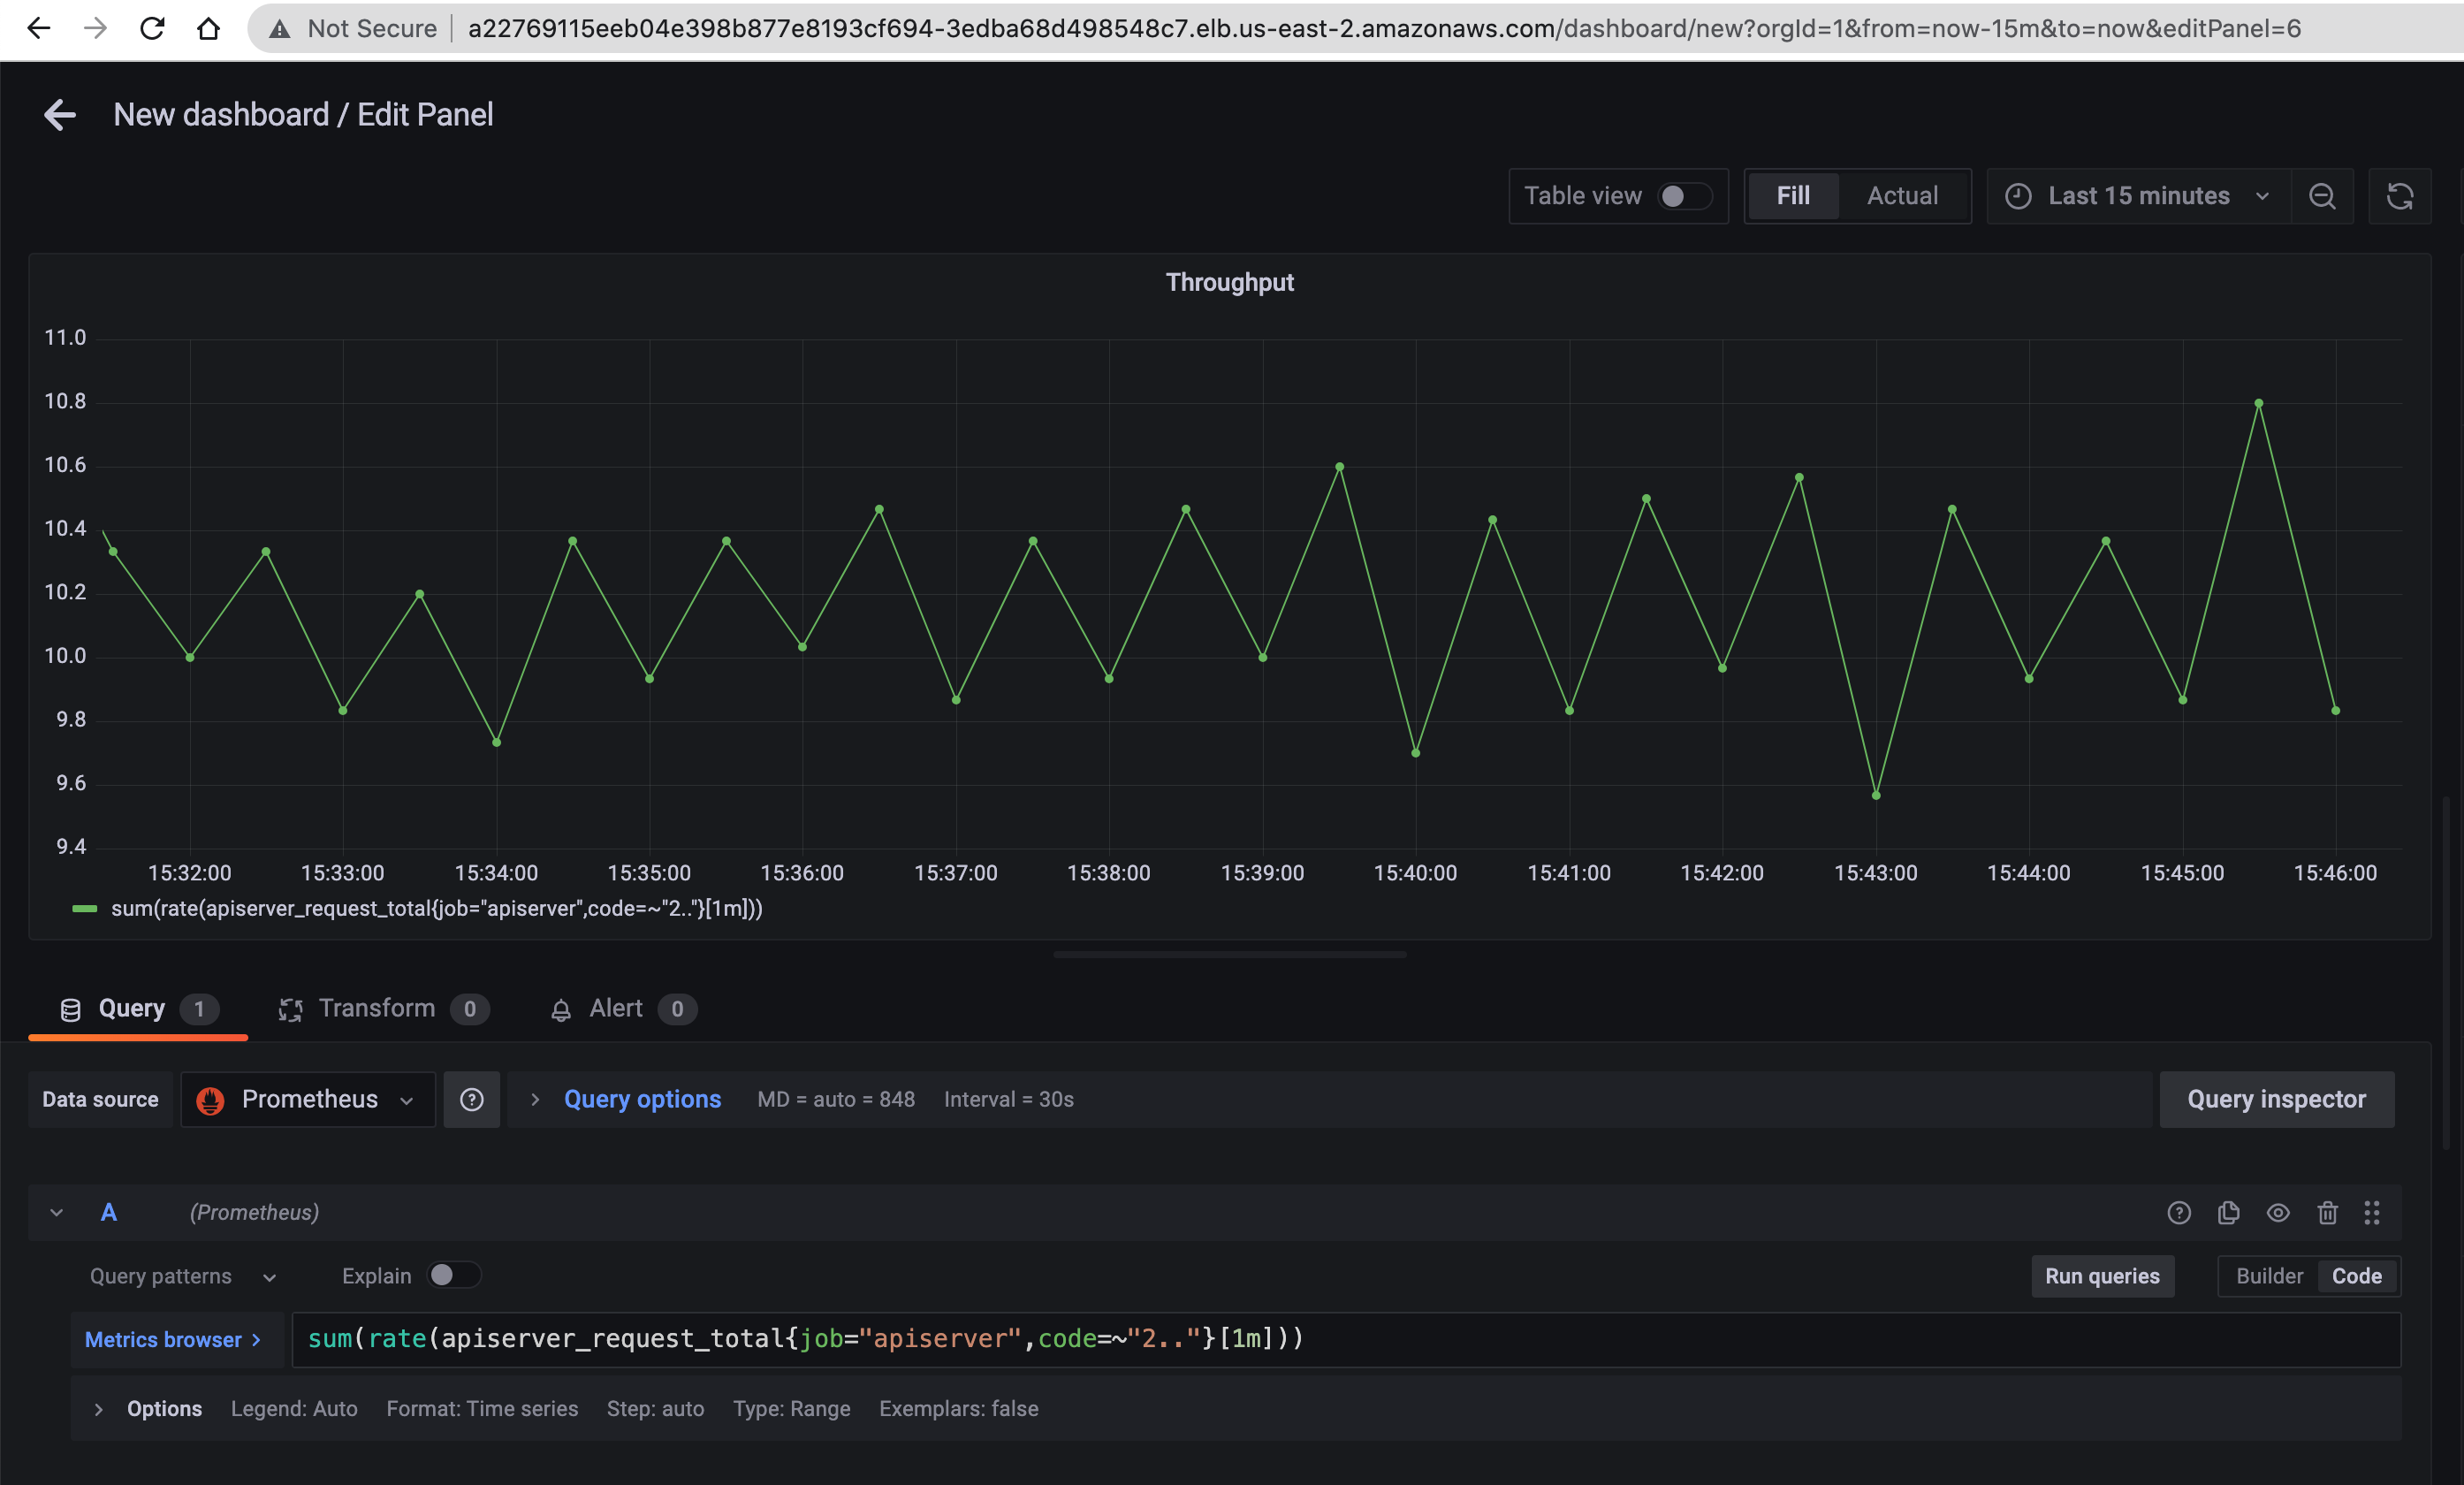 Not Secure | a22769115eeb04e398b877e8193cf694-3edba68d498548c7.elb.us-east-2.amazonaws.com/dashboard/new?orgId=1&from=now-15m&to=now&editPanel=6
New dashboard / Edit Panel
Table view Fill Actual Last 15 minutes
Throughput
11.0
10.8
10.6
10.4
10.2
10.0
9.8
9.6
9.4
15:32:00 15:33:00 15:34:00 15:35:00 15:36:00 15:37:00 15:38:00 15:39:00 15:40:00 15:41:00 15:42:00 15:43:00 15:44:00 15:45:00 15:46:00
sum(rate(apiserver_request_total{job="apiserver",code=~"2.."}[1m]))
Query 1 Transform 0 Alert 0
Data source Prometheus Query options MD = auto = 848 Interval = 30s Query inspector
A (Prometheus)
Query patterns Explain Run queries Builder Code
Metrics browser > sum(rate(apiserver_request_total{job="apiserver",code=~"2.."}[1m]))
Options Legend: Auto Format: Time series Step: auto Type: Range Exemplars: false